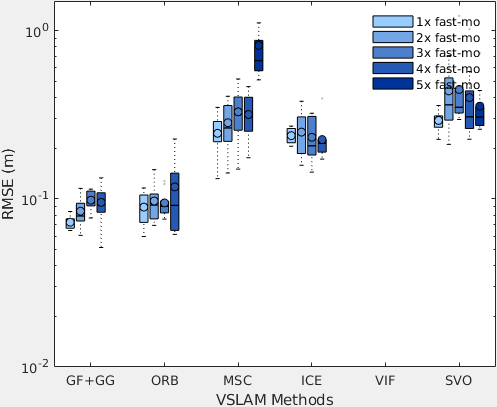 10^0
1x fast-mo
2x fast-mo
3x fast-mo
4x fast-mo
5x fast-mo
RMSE (m)
10^-1
10^-2
GF+GG ORB MSC ICE VIF SVO
VSLAM Methods